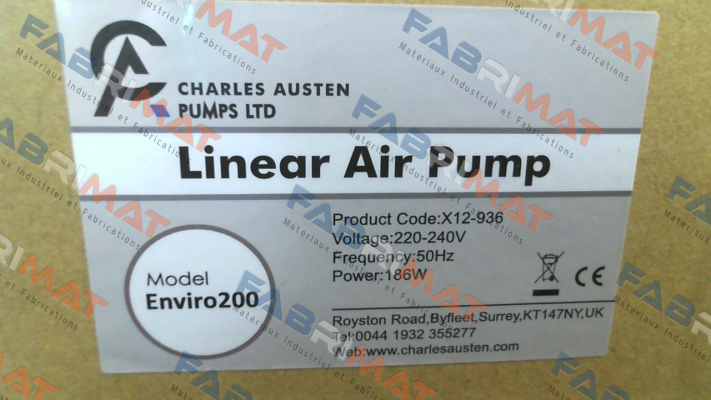 CHARLES AUSTEN
PUMPS LTD
Linear Air Pump
Model
Enviro200
Product Code:X12-936
Voltage:220-240V
Frequency:50Hz
Power:186W
CE
Royston Road,Byfleet,Surrey,KT147NY,UK
Tel:0044 1932 355277
Web:www.charlesausten.com
FABRIMAT
Materiaux Industriel et Fabrications